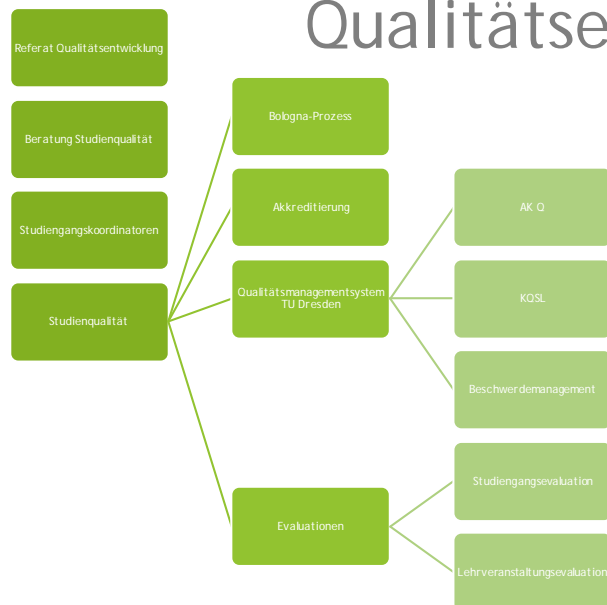 Qualitätse
Referat Qualitätsentwicklung
Beratung Studienqualität
Studiengangskoordinatoren
Studienqualität
Bologna-Prozess
Akkreditierung
Qualitätsmanagementsystem
TU Dresden
AK Q
KQSL
Beschwerdemanagement
Evaluationen
Studiengangsevaluation
Lehrveranstaltungsevaluation